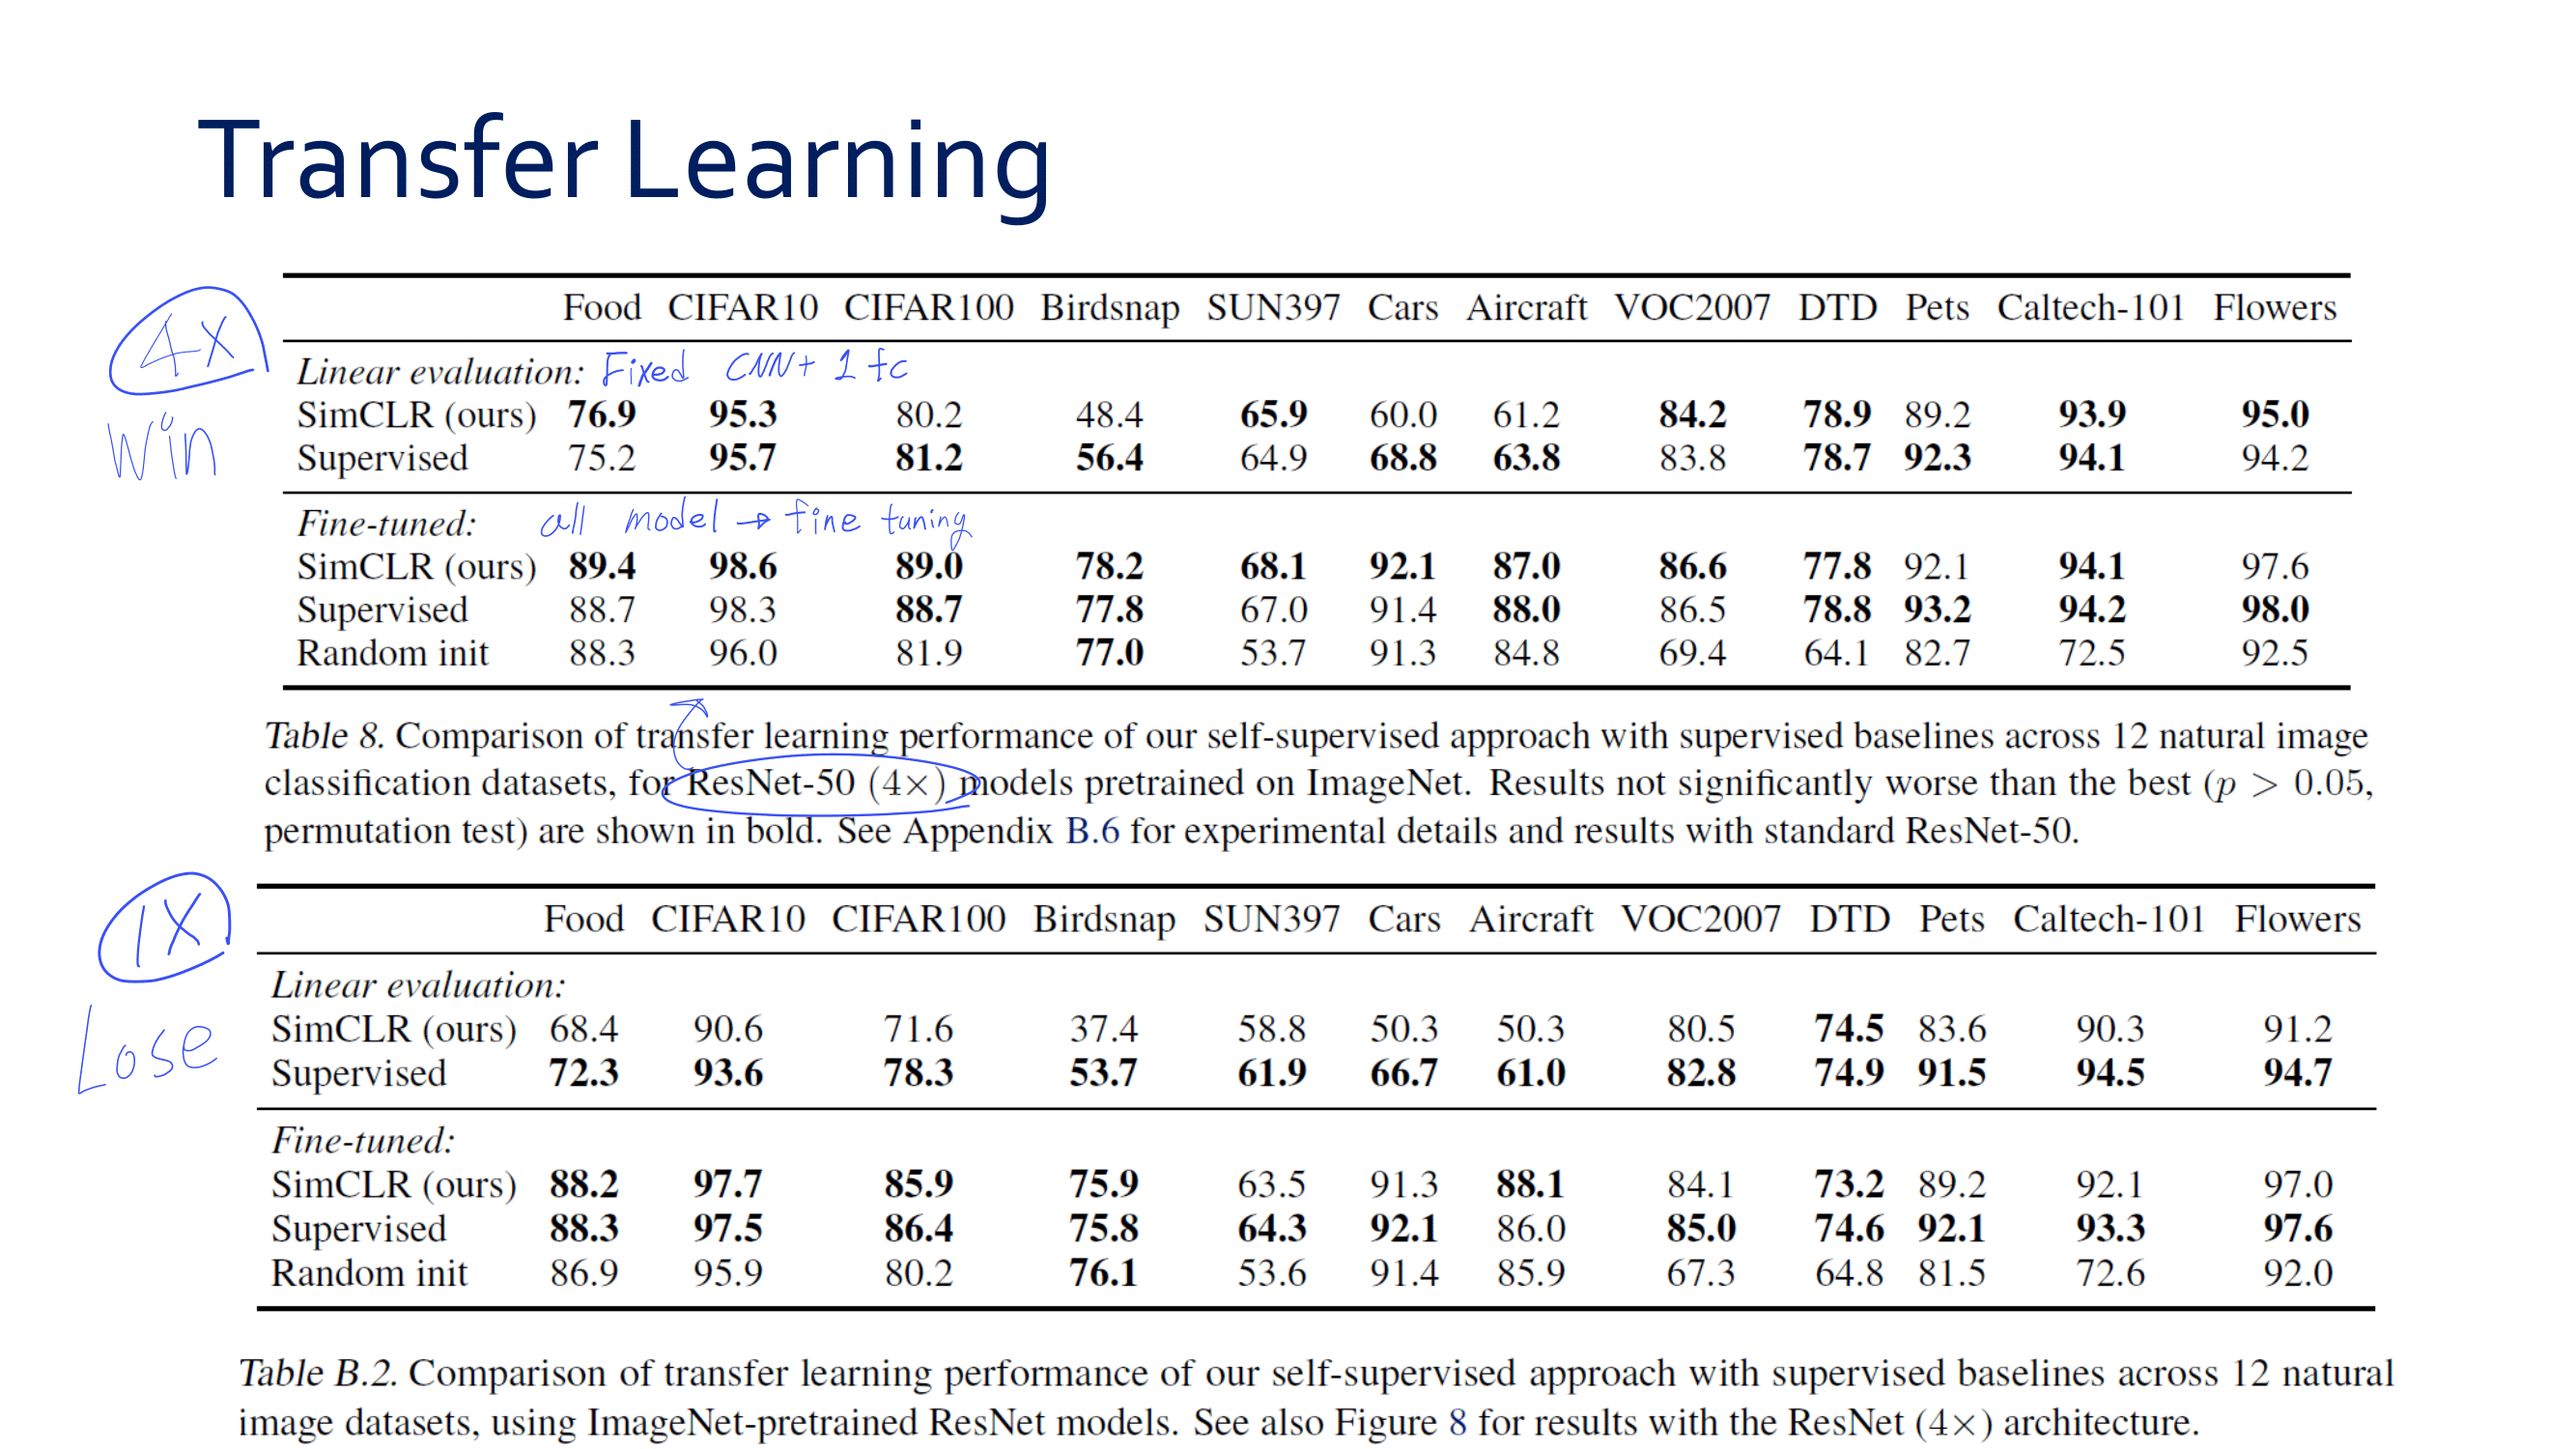 Transfer Learning
4X
Win
Food CIFAR10 CIFAR100 Birdsnap SUN397 Cars Aircraft VOC2007 DTD Pets Caltech-101 Flowers
Linear evaluation: Fixed CNN + 1 fc
SimCLR (ours) 76.9 95.3 80.2 48.4 65.9 60.0 61.2 84.2 78.9 89.2 93.9 95.0
Supervised 75.2 95.7 81.2 56.4 64.9 68.8 63.8 83.8 78.7 92.3 94.1 94.2
Fine-tuned: all model → fine tuning
SimCLR (ours) 89.4 98.6 89.0 78.2 68.1 92.1 87.0 86.6 77.8 92.1 94.1 97.6
Supervised 88.7 98.3 88.7 77.8 67.0 91.4 88.0 86.5 78.8 93.2 94.2 98.0
Random init 88.3 96.0 81.9 77.0 53.7 91.3 84.8 69.4 64.1 82.7 72.5 92.5
Table 8. Comparison of transfer learning performance of our self-supervised approach with supervised baselines across 12 natural image
classification datasets, for ResNet-50 (4×) models pretrained on ImageNet. Results not significantly worse than the best (p > 0.05,
permutation test) are shown in bold. See Appendix B.6 for experimental details and results with standard ResNet-50.
1X
Lose
Food CIFAR10 CIFAR100 Birdsnap SUN397 Cars Aircraft VOC2007 DTD Pets Caltech-101 Flowers
Linear evaluation:
SimCLR (ours) 68.4 90.6 71.6 37.4 58.8 50.3 50.3 80.5 74.5 83.6 90.3 91.2
Supervised 72.3 93.6 78.3 53.7 61.9 66.7 61.0 82.8 74.9 91.5 94.5 94.7
Fine-tuned:
SimCLR (ours) 88.2 97.7 85.9 75.9 63.5 91.3 88.1 84.1 73.2 89.2 92.1 97.0
Supervised 88.3 97.5 86.4 75.8 64.3 92.1 86.0 85.0 74.6 92.1 93.3 97.6
Random init 86.9 95.9 80.2 76.1 53.6 91.4 85.9 67.3 64.8 81.5 72.6 92.0
Table B.2. Comparison of transfer learning performance of our self-supervised approach with supervised baselines across 12 natural
image datasets, using ImageNet-pretrained ResNet models. See also Figure 8 for results with the ResNet (4×) architecture.